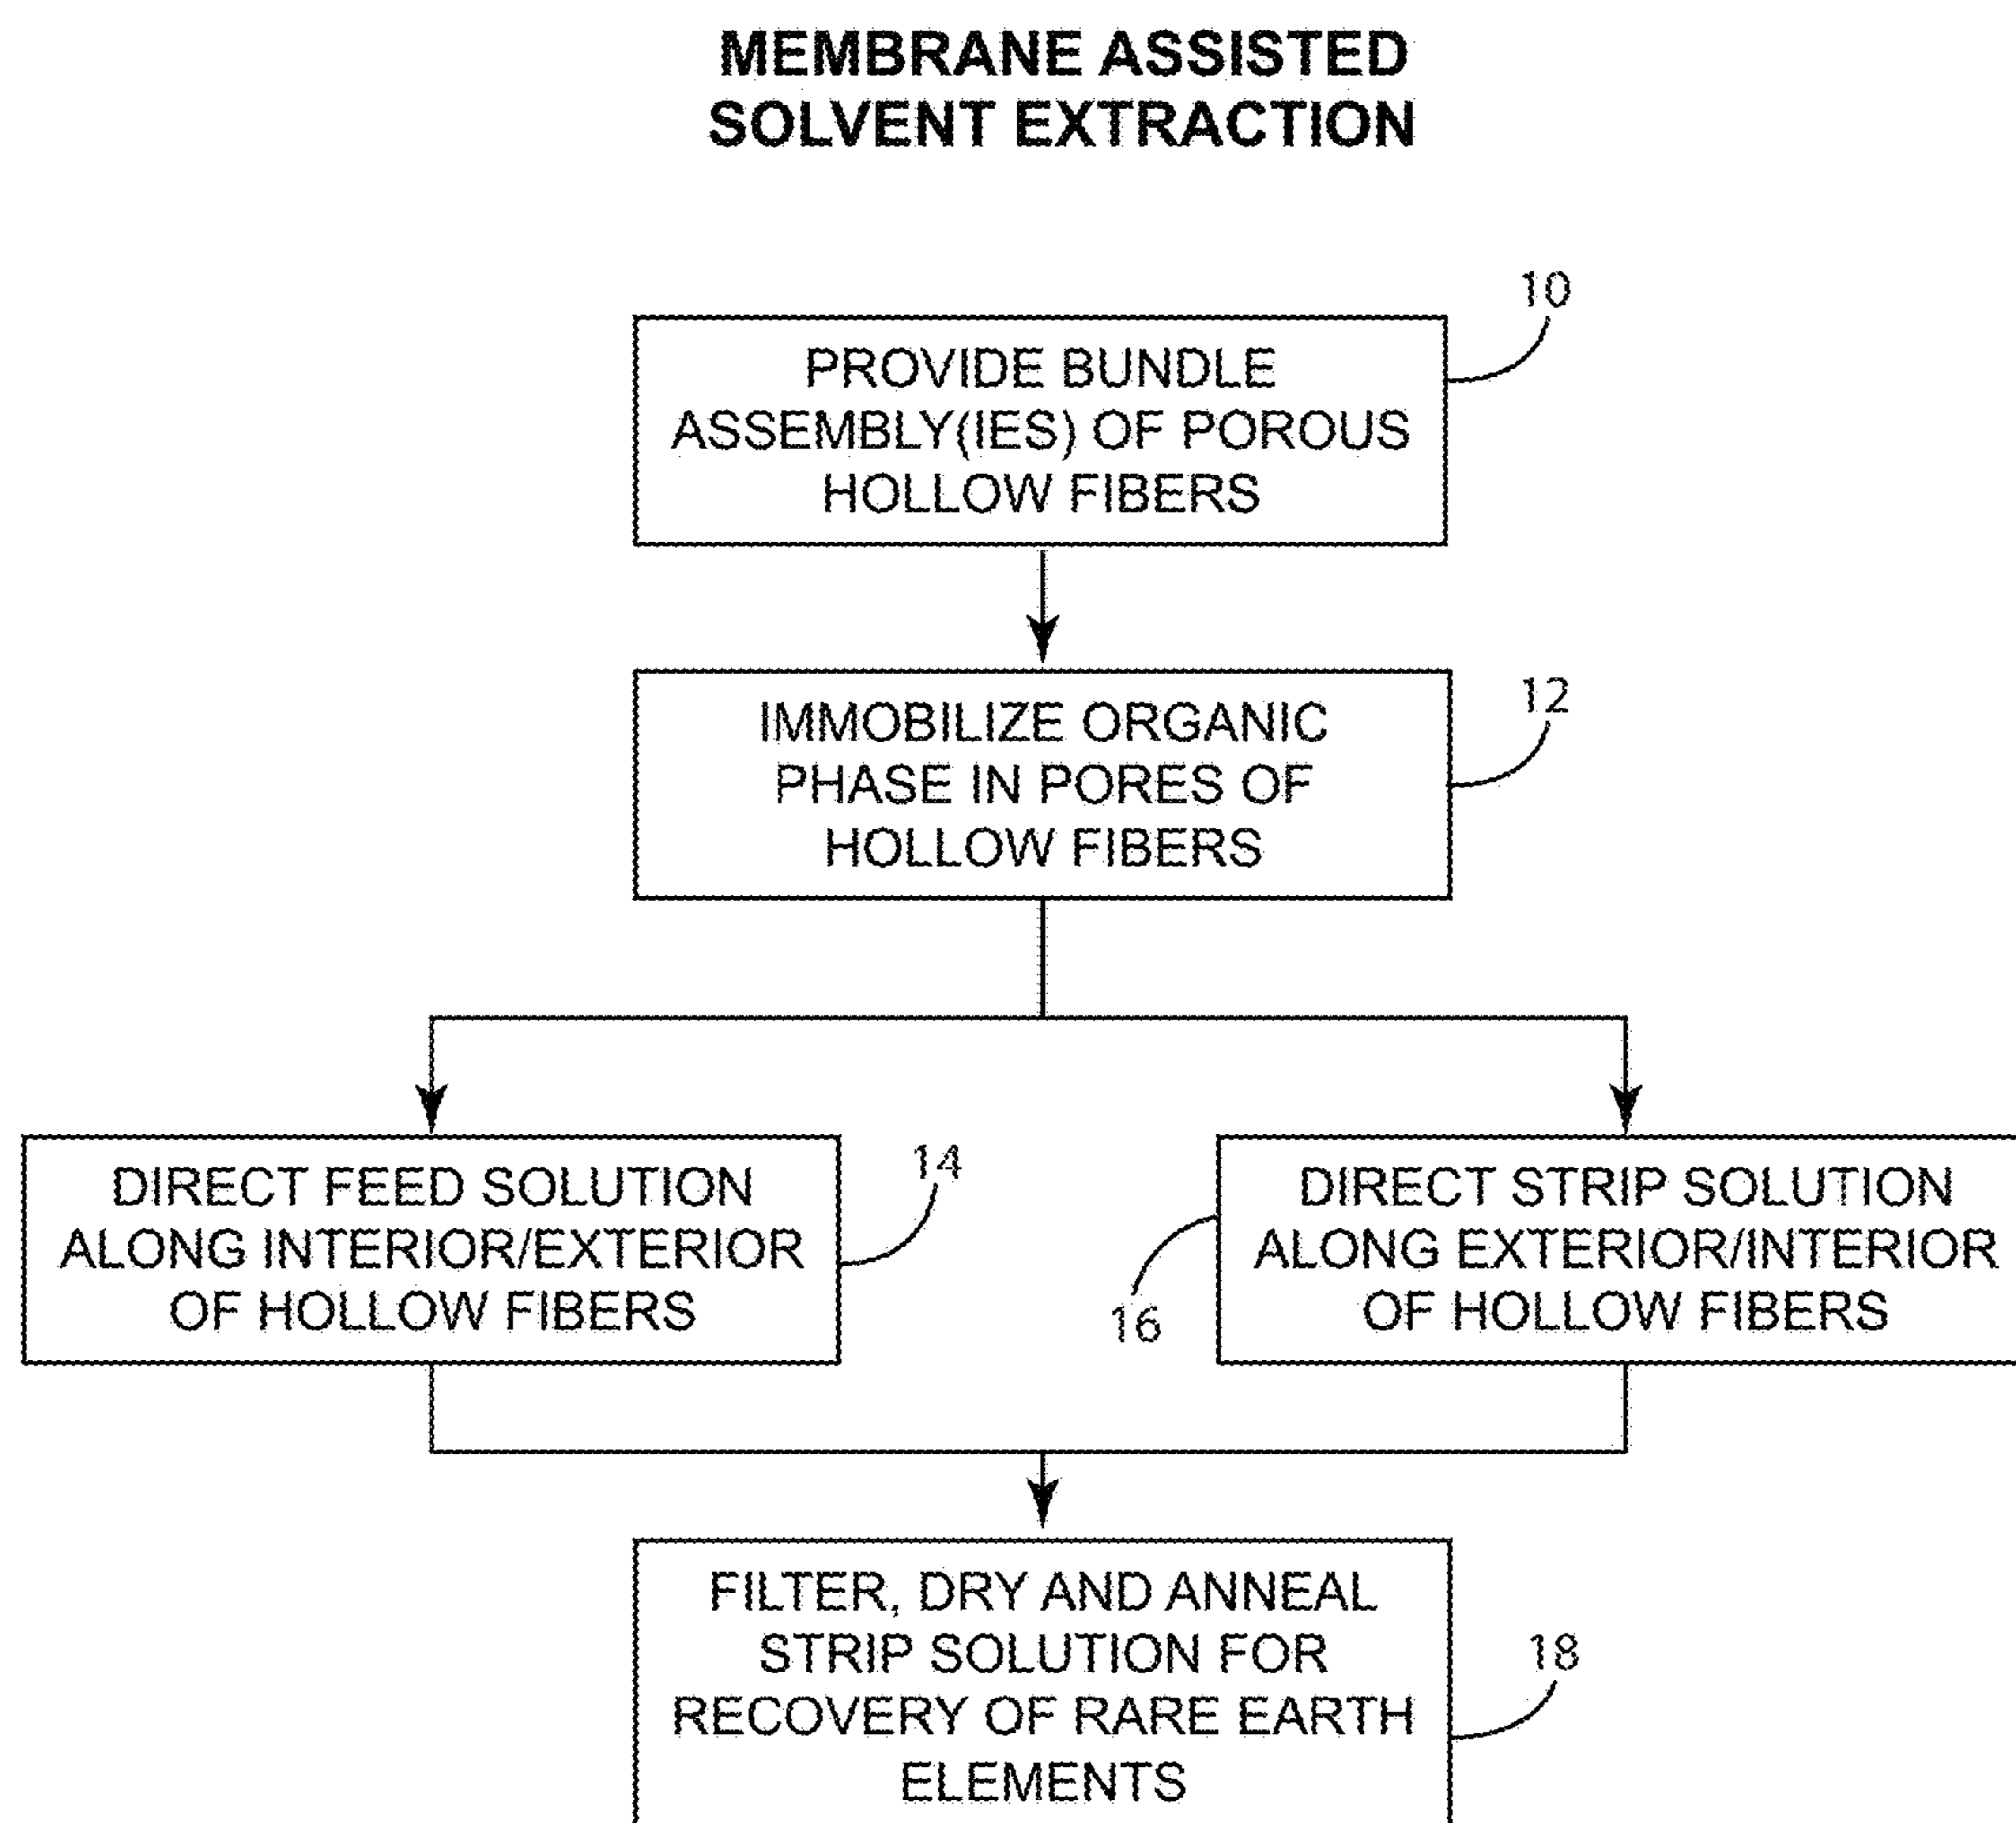 MEMBRANE ASSISTED
SOLVENT EXTRACTION
10
PROVIDE BUNDLE
ASSEMBLY(IES) OF POROUS
HOLLOW FIBERS
12
IMMOBILIZE ORGANIC
PHASE IN PORES OF
HOLLOW FIBERS
14
DIRECT FEED SOLUTION
ALONG INTERIOR/EXTERIOR
OF HOLLOW FIBERS
16
DIRECT STRIP SOLUTION
ALONG EXTERIOR/INTERIOR
OF HOLLOW FIBERS
18
FILTER, DRY AND ANNEAL
STRIP SOLUTION FOR
RECOVERY OF RARE EARTH
ELEMENTS